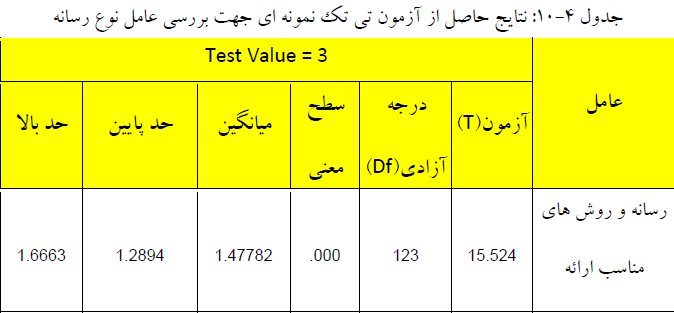 جدول ۴-۱۰: نتایج حاصل از آزمون تی تک نمونه ای جهت بررسی عامل نوع رسانه
Test Value = 3
عامل
آزمون(T)
درجه
آزادی(Df)
سطح
معنی
میانگین
حد پایین
حد بالا
رسانه و روش های
مناسب ارائه
15.524
123
.000
1.47782
1.2894
1.6663